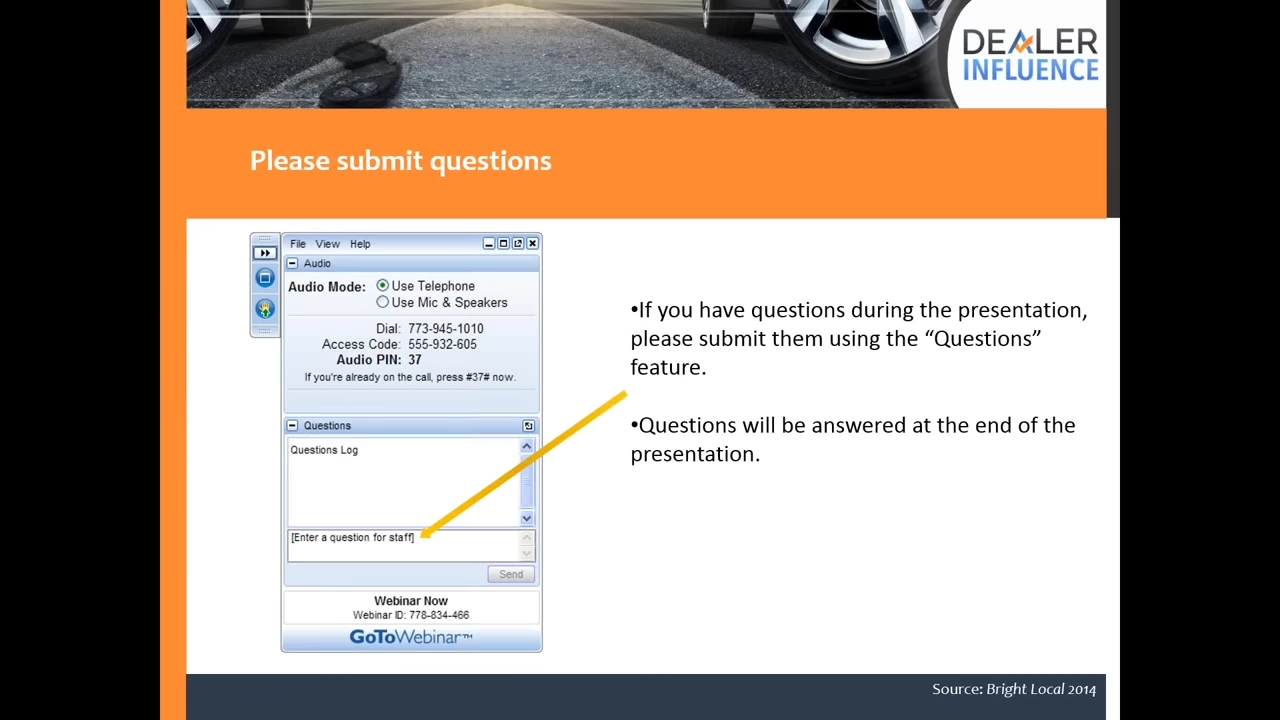 DEALER
INFLUENCE
Please submit questions
File View Help
Audio
Audio Mode: Use Telephone
Use Mic & Speakers
Dial: 773-945-1010
Access Code: 555-932-605
Audio PIN: 37
If you're already on the call, press #37# now.
Questions
Questions Log
[Enter a question for staff]
Send
Webinar Now
Webinar ID: 778-834-466
GoToWebinar™
•If you have questions during the presentation,
please submit them using the “Questions”
feature.
•Questions will be answered at the end of the
presentation.
Source: Bright Local 2014